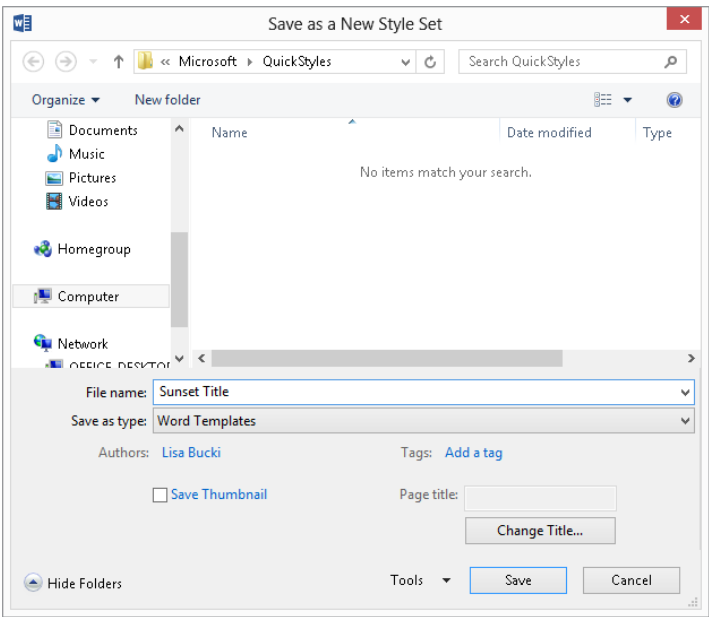 Save as a New Style Set
« Microsoft QuickStyles
Search QuickStyles
Organize New folder
Documents
Music
Pictures
Videos
Homegroup
Computer
Network
Name Date modified Type
No items match your search.
File name: Sunset Title
Save as type: Word Templates
Authors: Lisa Bucki Tags: Add a tag
Save Thumbnail Page title:
Change Title...
Hide Folders Tools Save Cancel